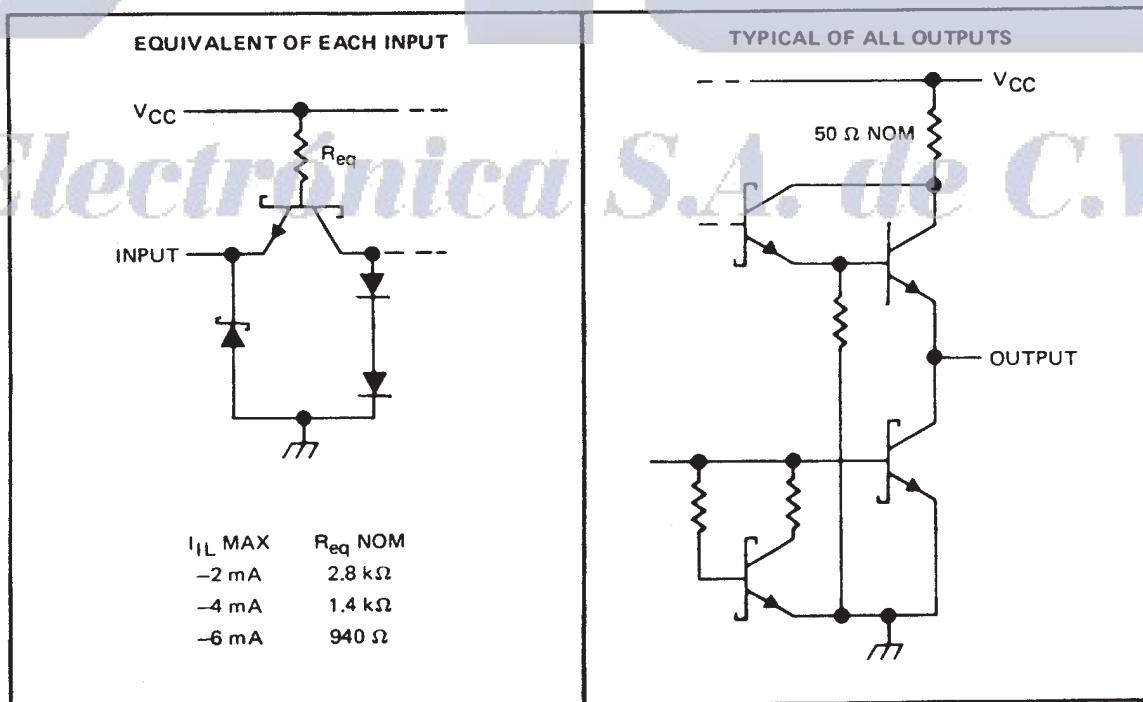 EQUIVALENT OF EACH INPUT
VCC
Req
INPUT
IIL MAX Req NOM
–2 mA 2.8 kΩ
–4 mA 1.4 kΩ
–6 mA 940 Ω
TYPICAL OF ALL OUTPUTS
VCC
50 Ω NOM
OUTPUT
Electrónica S.A. de C.V